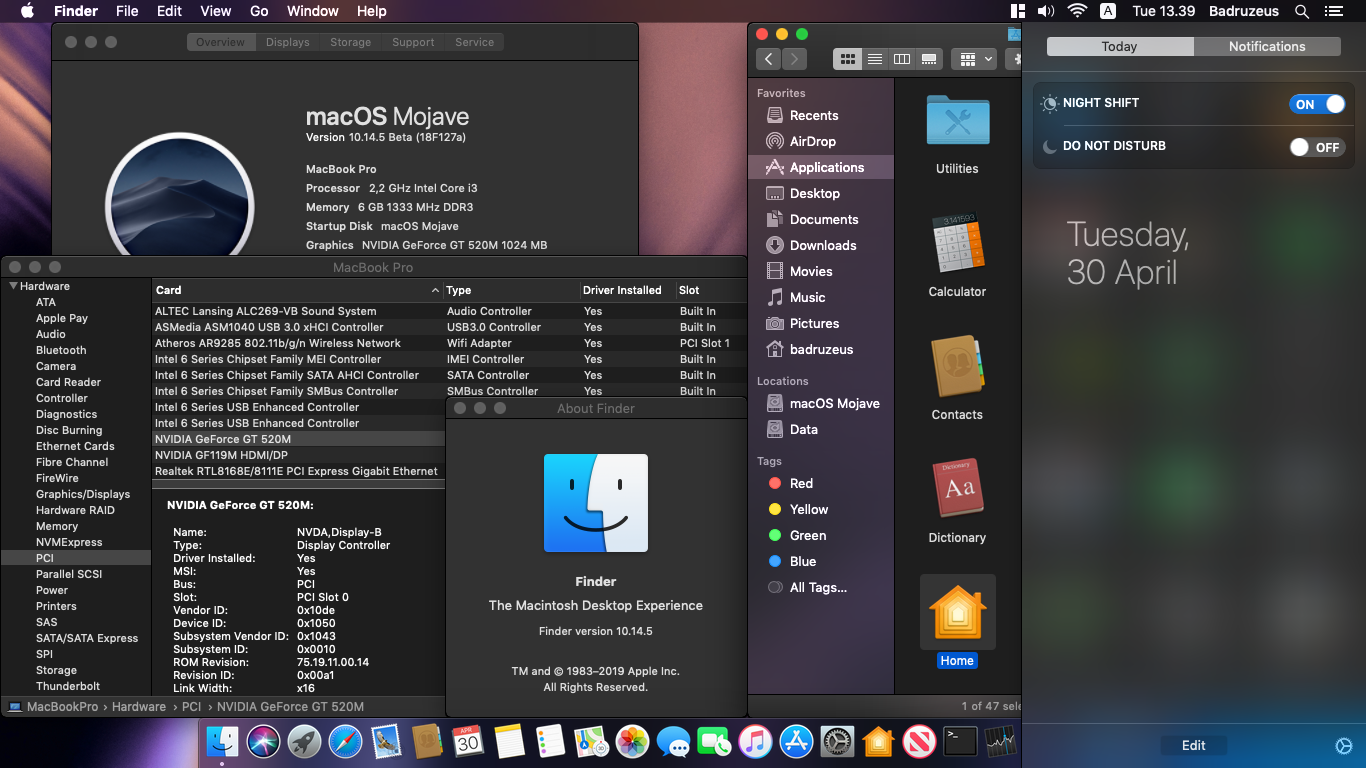 Finder File Edit View Go Window Help
A Tue 13.39 Badruzeus
Overview Displays Storage Support Service
macOS Mojave
Version 10.14.5 Beta (18F127a)
MacBook Pro
Processor 2,2 GHz Intel Core i3
Memory 6 GB 1333 MHz DDR3
Startup Disk macOS Mojave
Graphics NVIDIA GeForce GT 520M 1024 MB
MacBook Pro
Hardware
ATA
Apple Pay
Audio
Bluetooth
Camera
Card Reader
Controller
Diagnostics
Disc Burning
Ethernet Cards
Fibre Channel
FireWire
Graphics/Displays
Hardware RAID
Memory
NVMExpress
PCI
Parallel SCSI
Power
Printers
SAS
SATA/SATA Express
SPI
Storage
Thunderbolt
Card Type Driver Installed Slot
ALTEC Lansing ALC269-VB Sound System Audio Controller Yes Built In
ASMedia ASM1040 USB 3.0 xHCI Controller USB3.0 Controller Yes Built In
Atheros AR9285 802.11b/g/n Wireless Network Wifi Adapter Yes PCI Slot 1
Intel 6 Series Chipset Family MEI Controller IMEI Controller Yes Built In
Intel 6 Series Chipset Family SATA AHCI Controller SATA Controller Yes Built In
Intel 6 Series Chipset Family SMBus Controller SMBus Controller Yes Built In
Intel 6 Series USB Enhanced Controller
Intel 6 Series USB Enhanced Controller
NVIDIA GeForce GT 520M
NVIDIA GF119M HDMI/DP
Realtek RTL8168E/8111E PCI Express Gigabit Ethernet
NVIDIA GeForce GT 520M:
Name: NVDA,Display-B
Type: Display Controller
Driver Installed: Yes
MSI: Yes
Bus: PCI
Slot: PCI Slot 0
Vendor ID: 0x10de
Device ID: 0x1050
Subsystem Vendor ID: 0x1043
Subsystem ID: 0x0010
ROM Revision: 75.19.11.00.14
Revision ID: 0x00a1
Link Width: x16
MacBookPro › Hardware › PCI › NVIDIA GeForce GT 520M
About Finder
Finder
The Macintosh Desktop Experience
Finder version 10.14.5
TM and © 1983–2019 Apple Inc.
All Rights Reserved.
Favorites
Recents
AirDrop
Applications
Desktop
Documents
Downloads
Movies
Music
Pictures
badruzeus
Locations
macOS Mojave
Data
Tags
Red
Yellow
Green
Blue
All Tags...
Utilities
3.141593
Calculator
Contacts
Dictionary
Aa
Dictionary
Home
1 of 47 sele
Today Notifications
NIGHT SHIFT ON
DO NOT DISTURB OFF
Tuesday,
30 April
Edit
APR
30